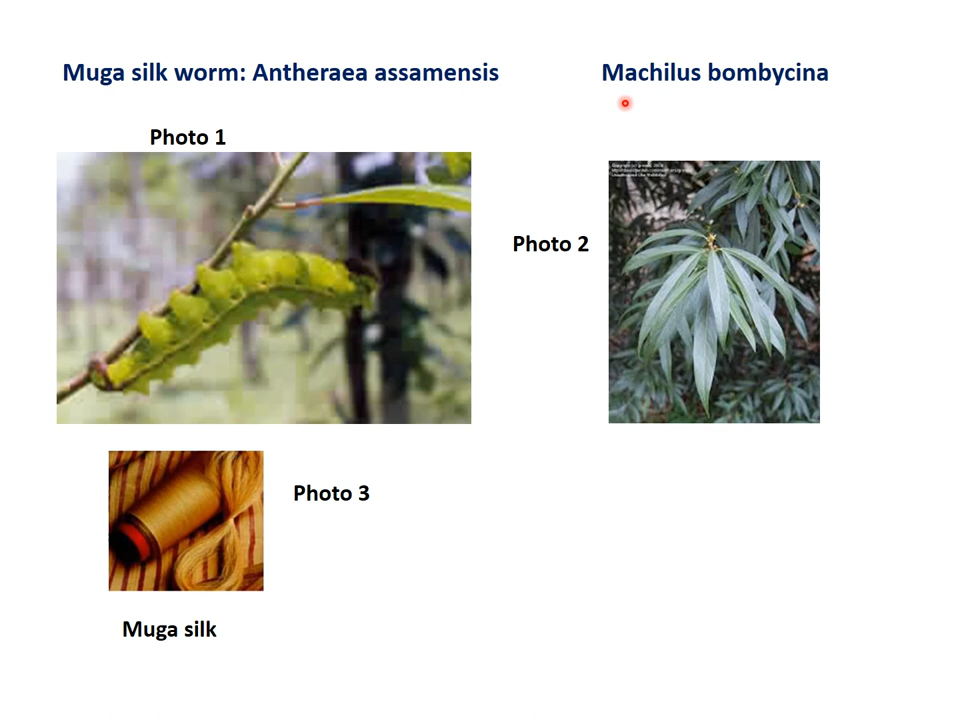 Muga silk worm: Antheraea assamensis
Machilus bombycina
Photo 1
Photo 2
Photo 3
Muga silk